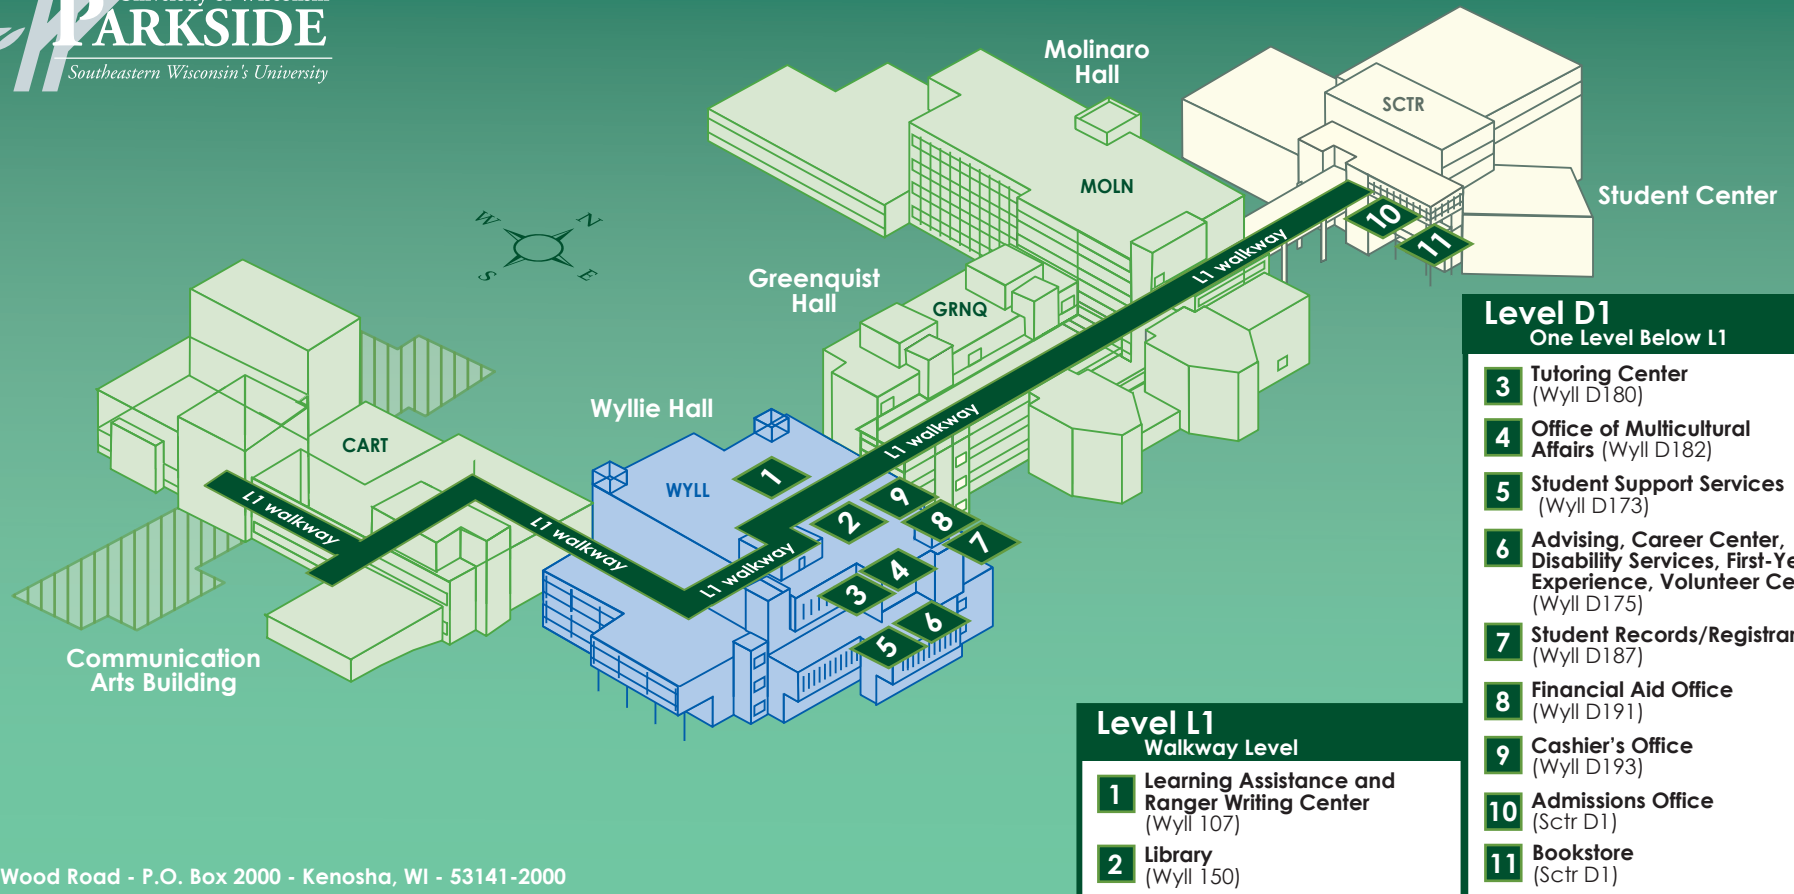 University of Wisconsin
PARKSIDE
Southeastern Wisconsin's University
Molinaro
Hall
SCTR
MOLN
Student Center
W
N
S
E
10
11
L1 walkway
Greenquist
Hall
GRNQ
Wyllie Hall
CART
WYLL
L1 walkway
1
9
2
8
7
L1 walkway
L1 walkway
L1 walkway
4
3
6
5
Communication
Arts Building
Level L1
Walkway Level
1 Learning Assistance and
Ranger Writing Center
(Wyll 107)
2 Library
(Wyll 150)
Level D1
One Level Below L1
3 Tutoring Center
(Wyll D180)
4 Office of Multicultural
Affairs (Wyll D182)
5 Student Support Services
(Wyll D173)
6 Advising, Career Center,
Disability Services, First-Ye
Experience, Volunteer Ce
(Wyll D175)
7 Student Records/Registrar
(Wyll D187)
8 Financial Aid Office
(Wyll D191)
9 Cashier's Office
(Wyll D193)
10 Admissions Office
(Sctr D1)
11 Bookstore
(Sctr D1)
Wood Road - P.O. Box 2000 - Kenosha, WI - 53141-2000